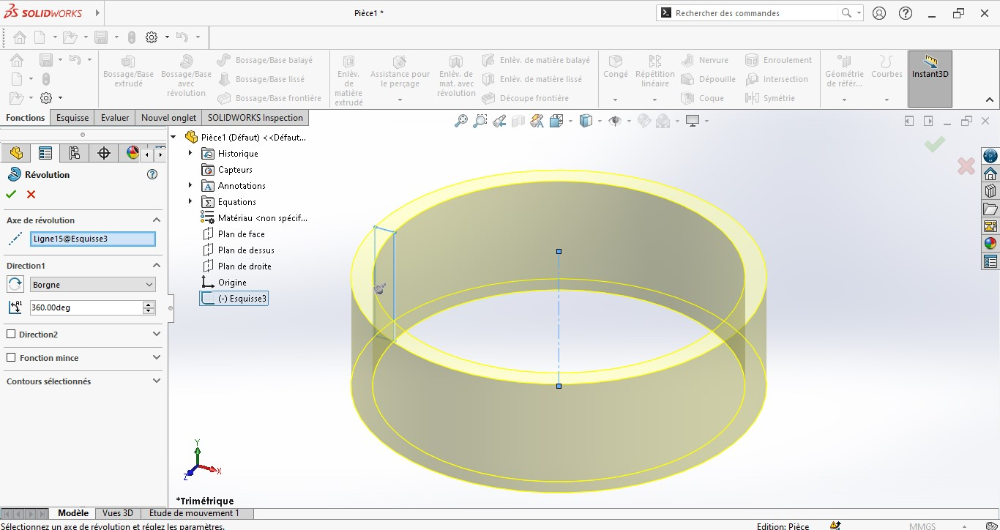 SOLIDWORKS
Pièce1 *
Rechercher des commandes
Bossage/Base
extrudé
Bossage/Base
avec
révolution
Bossage/Base balayé
Bossage/Base lissé
Bossage/Base frontière
Enlèv.
de
matière
extrudé
Assistance pour
le perçage
Enlèv. de
mat. avec
révolution
Enlèv. de matière balayé
Enlèv. de matière lissé
Découpe frontière
Congé
Répétition
linéaire
Nervure
Dépouille
Coque
Enroulement
Intersection
Symétrie
Géométrie
de référ...
Courbes
Instant3D
Fonctions
Esquisse
Evaluer
Nouvel onglet
SOLIDWORKS Inspection
Révolution
Axe de révolution
Ligne15@Esquisse3
Direction1
Borgne
A1
360.00deg
Direction2
Fonction mince
Contours sélectionnés
Pièce1 (Défaut) <<Défaut...
Historique
Capteurs
Annotations
Equations
Matériau <non spécif...
Plan de face
Plan de dessus
Plan de droite
Origine
(-) Esquisse3
Y
X
Z
*Trimétrique
Modèle
Vues 3D
Etude de mouvement 1
Sélectionnez un axe de révolution et réglez les paramètres.
Edition: Pièce
MMGS